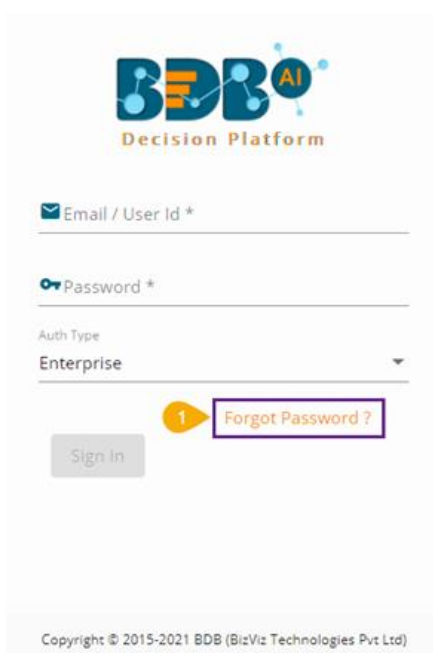 BDB AI
Decision Platform
Email / User Id *
Password *
Auth Type
Enterprise
1 Forgot Password ?
Sign In
Copyright © 2015-2021 BDB (BizViz Technologies Pvt Ltd)